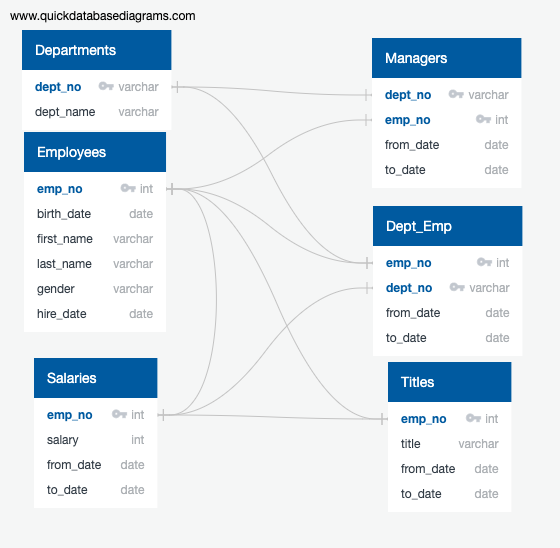 www.quickdatabasediagrams.com
Departments
dept_no varchar
dept_name varchar
Employees
emp_no int
birth_date date
first_name varchar
last_name varchar
gender varchar
hire_date date
Salaries
emp_no int
salary int
from_date date
to_date date
Managers
dept_no varchar
emp_no int
from_date date
to_date date
Dept_Emp
emp_no int
dept_no varchar
from_date date
to_date date
Titles
emp_no int
title varchar
from_date date
to_date date